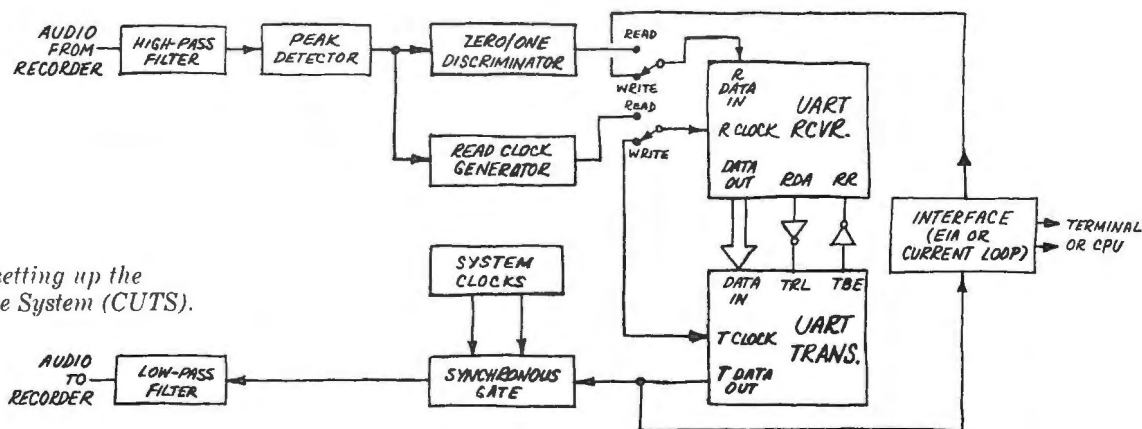 AUDIO
FROM
RECORDER
HIGH-PASS
FILTER
PEAK
DETECTOR
ZERO/ONE
DISCRIMINATOR
READ
WRITE
READ
WRITE
READ CLOCK
GENERATOR
R
DATA
IN
UART
RCVR.
R CLOCK
DATA
OUT
RDA
RR
INTERFACE
(EIA OR
CURRENT LOOP)
TERMINAL
OR CPU
etting up the
e System (CUTS).
SYSTEM
CLOCKS
DATA
IN
TRL
TBE
UART
TRANS.
T CLOCK
T DATA
OUT
AUDIO
TO
RECORDER
LOW-PASS
FILTER
SYNCHRONOUS
GATE